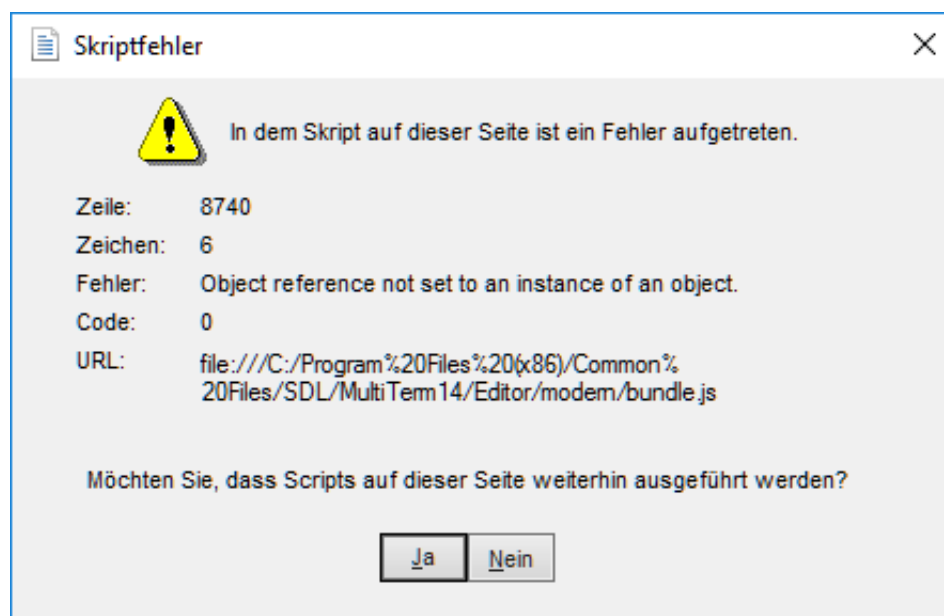 Skriptfehler
In dem Skript auf dieser Seite ist ein Fehler aufgetreten.
Zeile: 8740
Zeichen: 6
Fehler: Object reference not set to an instance of an object.
Code: 0
URL: file:///C:/Program%20Files%20(x86)/Common%
20Files/SDL/MultiTerm14/Editor/modern/bundle.js
Möchten Sie, dass Scripts auf dieser Seite weiterhin ausgeführt werden?
Ja Nein